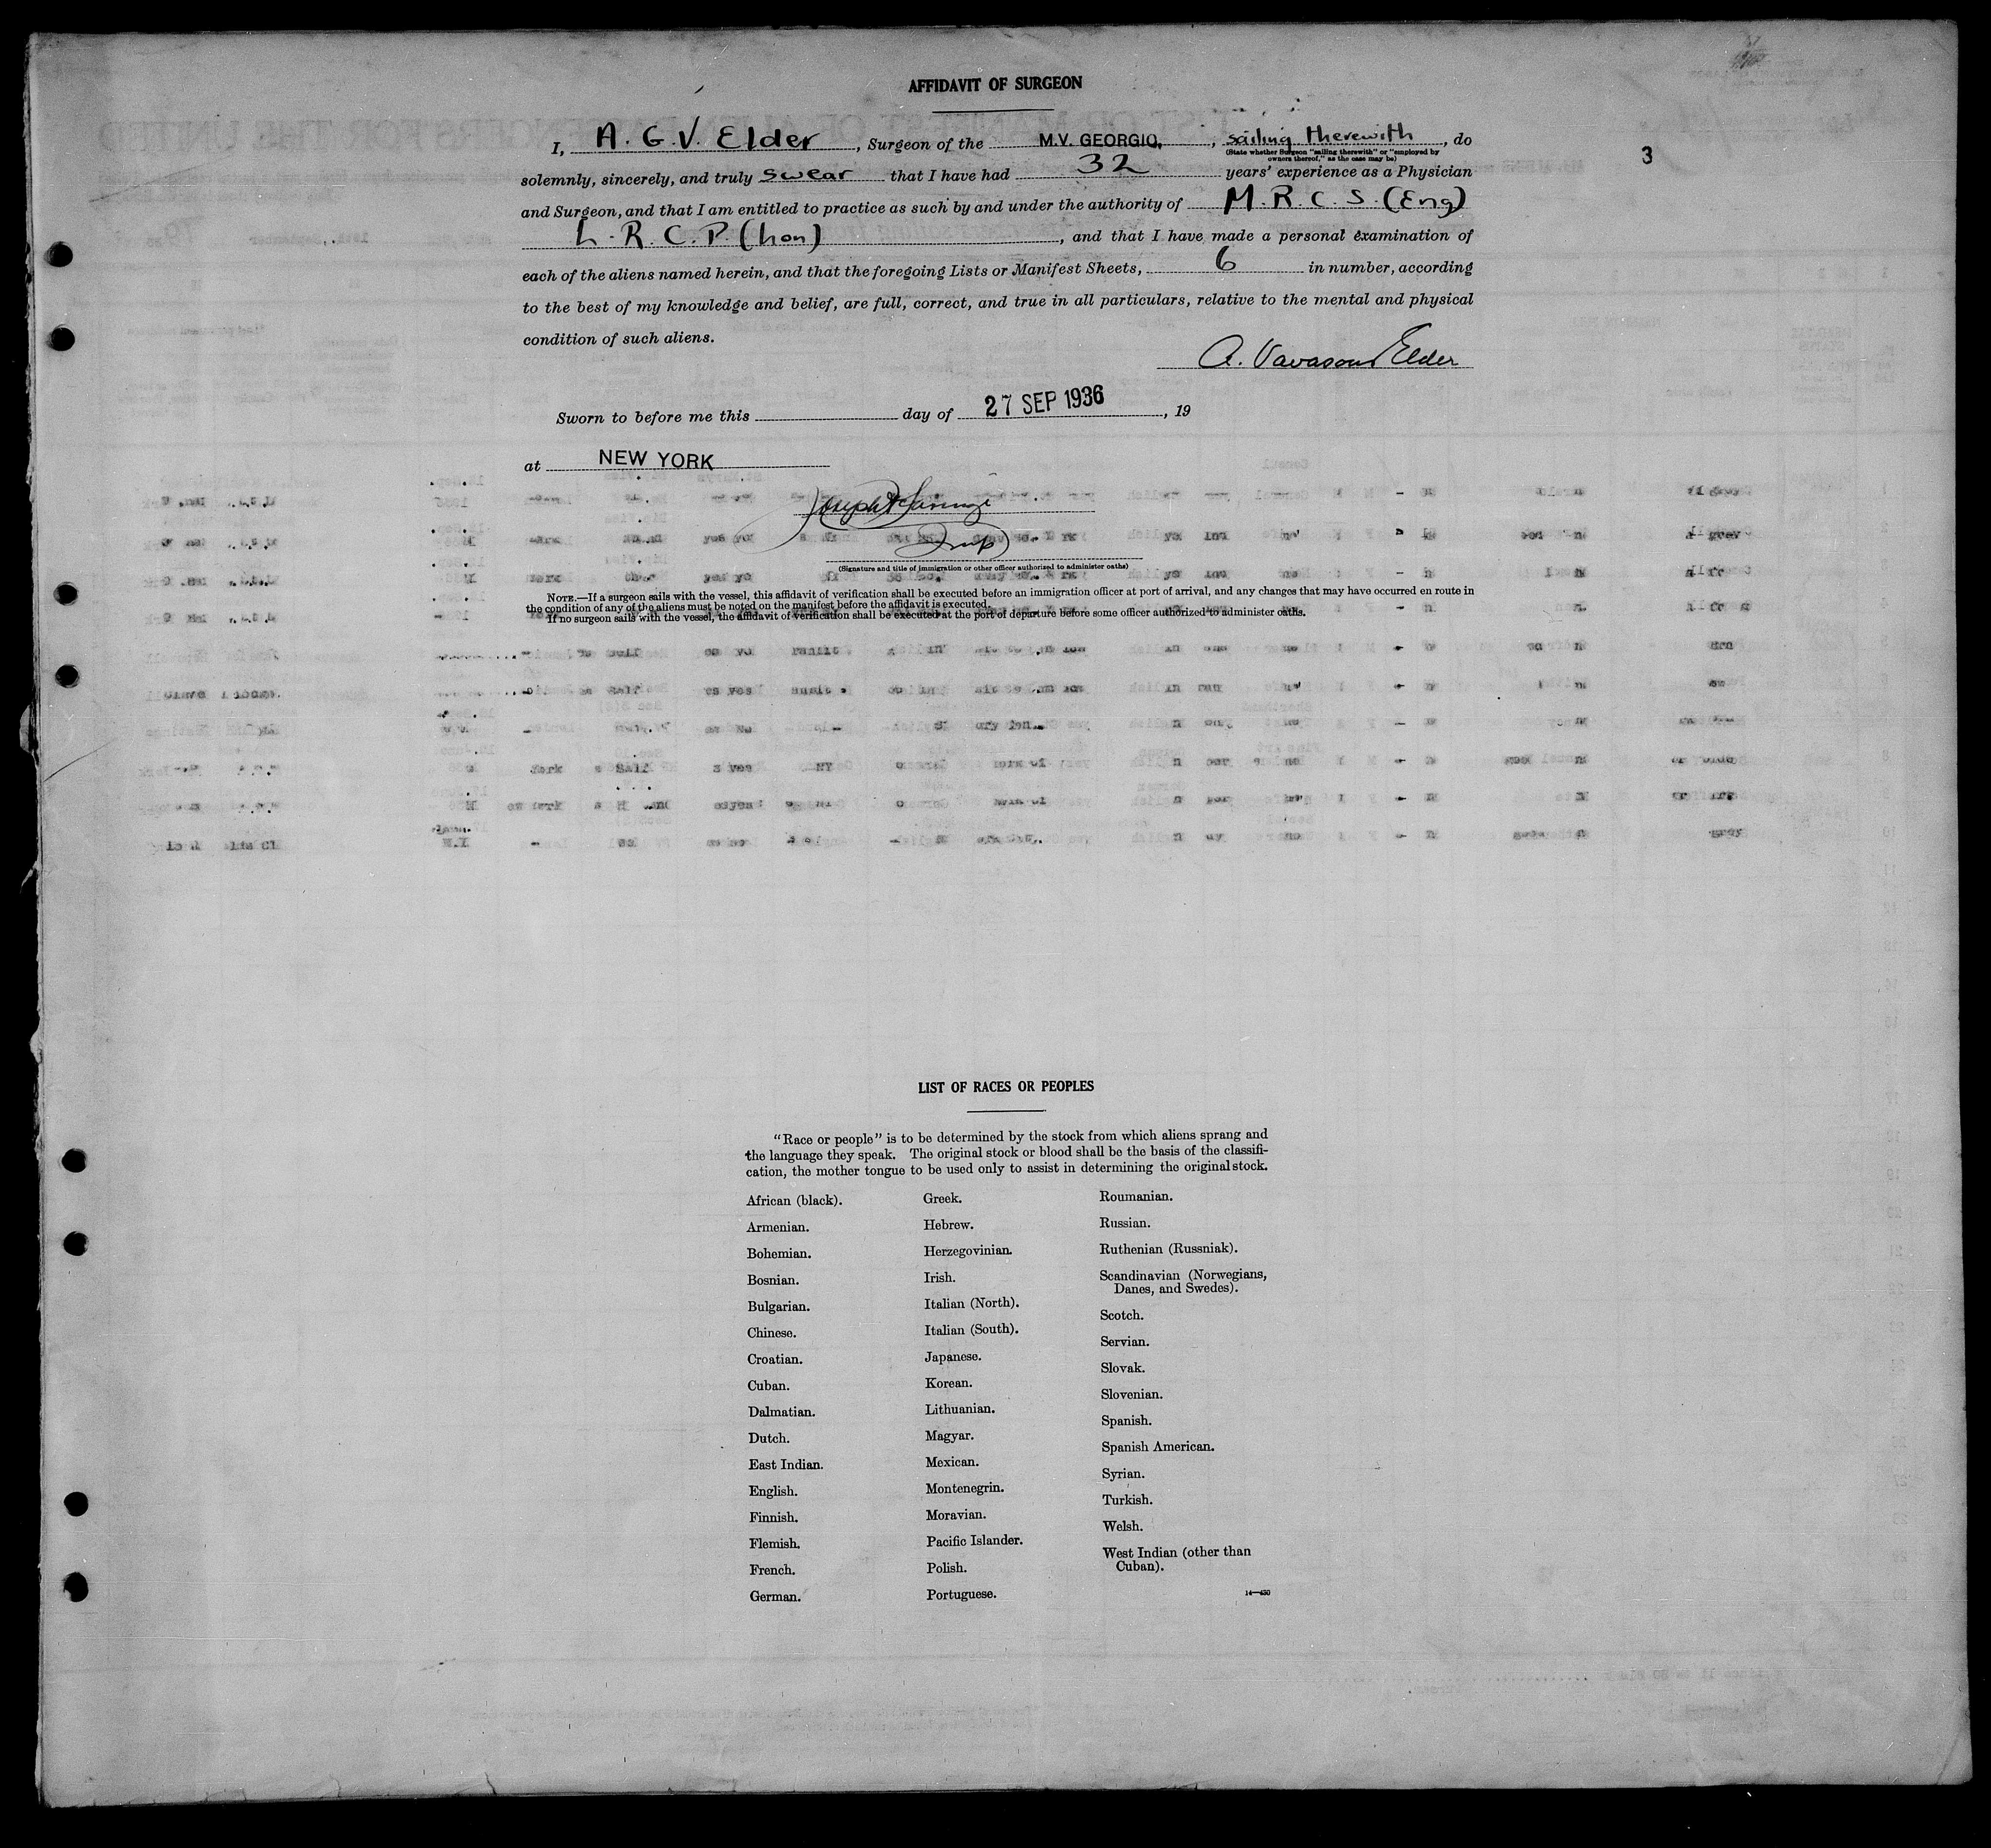 AFFIDAVIT OF SURGEON
3
I, A. G. V. Elder, Surgeon of the M.V. GEORGIC, sailing therewith, do
(State whether Surgeon "sailing therewith" or "employed by
owners thereof," as the case may be)
solemnly, sincerely, and truly swear that I have had 32 years' experience as a Physician
and Surgeon, and that I am entitled to practice as such by and under the authority of M.R.C.S. (Eng)
L.R.C.P. (Lon), and that I have made a personal examination of
each of the aliens named herein, and that the foregoing Lists or Manifest Sheets, 6 in number, according
to the best of my knowledge and belief, are full, correct, and true in all particulars, relative to the mental and physical
condition of such aliens.
A. Vavasour Elder
Sworn to before me this day of 27 SEP 1936, 19
at NEW YORK
Joseph
Insp
(Signature and title of immigration or other officer authorized to administer oaths)
NOTE.—If a surgeon sails with the vessel, this affidavit of verification shall be executed before an immigration officer at port of arrival, and any changes that may have occurred en route in
the condition of any of the aliens must be noted on the manifest before the affidavit is executed.
If no surgeon sails with the vessel, the affidavit of verification shall be executed at the port of departure before some officer authorized to administer oaths.
LIST OF RACES OR PEOPLES
"Race or people" is to be determined by the stock from which aliens sprang and
the language they speak. The original stock or blood shall be the basis of the classifi-
cation, the mother tongue to be used only to assist in determining the original stock.
African (black).
Armenian.
Bohemian.
Bosnian.
Bulgarian.
Chinese.
Croatian.
Cuban.
Dalmatian.
Dutch.
East Indian.
English.
Finnish.
Flemish.
French.
German.
Greek.
Hebrew.
Herzegovinian.
Irish.
Italian (North).
Italian (South).
Japanese.
Korean.
Lithuanian.
Magyar.
Mexican.
Montenegrin.
Moravian.
Pacific Islander.
Polish.
Portuguese.
Roumanian.
Russian.
Ruthenian (Russniak).
Scandinavian (Norwegians,
Danes, and Swedes).
Scotch.
Servian.
Slovak.
Slovenian.
Spanish.
Spanish American.
Syrian.
Turkish.
Welsh.
West Indian (other than
Cuban).
14—430